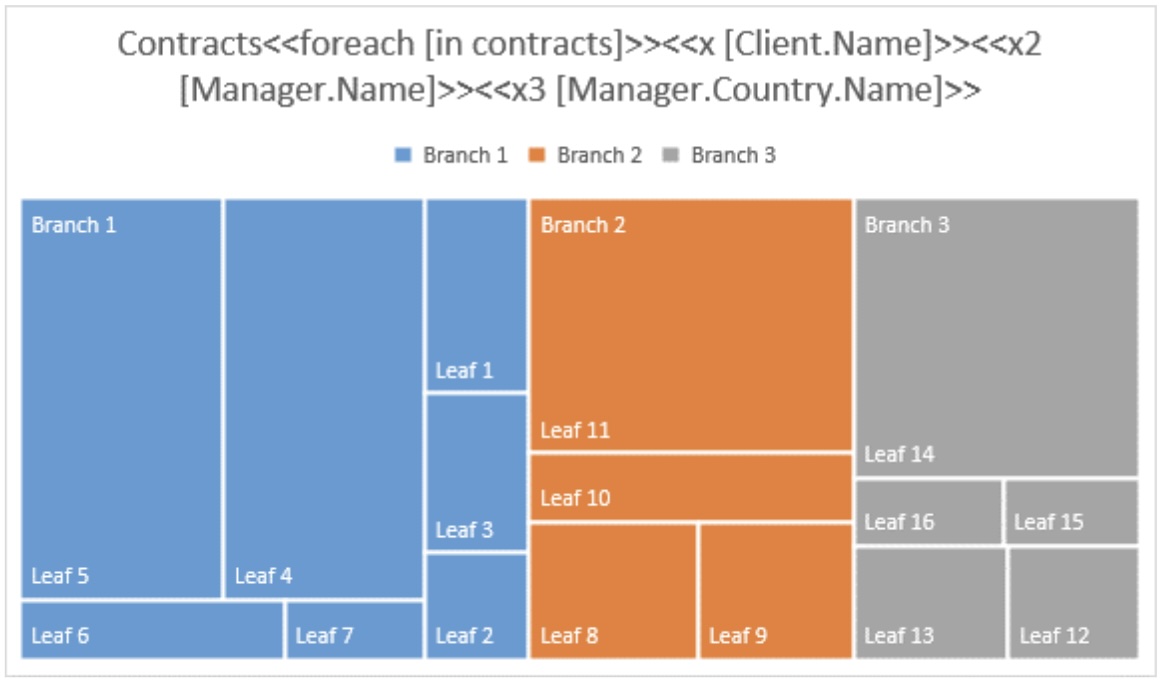 Contracts<<foreach [in contracts]>><<x [Client.Name]>><<x2
[Manager.Name]>><<x3 [Manager.Country.Name]>>
Branch 1 Branch 2 Branch 3
Branch 1
Leaf 5
Leaf 4
Leaf 6
Leaf 7
Leaf 1
Leaf 3
Leaf 2
Branch 2
Leaf 11
Leaf 10
Leaf 8
Leaf 9
Branch 3
Leaf 14
Leaf 16
Leaf 15
Leaf 13
Leaf 12